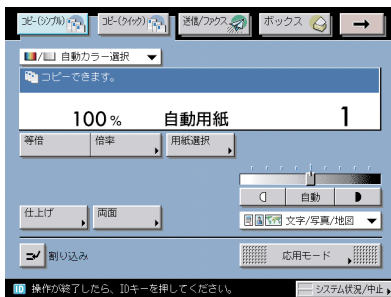 コピー(シンプル) コピー(クイック) 送信/ファクス ボックス →
自動カラー選択
コピーできます。
100% 自動用紙 1
等倍 倍率 用紙選択
自動
仕上げ 両面
文字/写真/地図
割り込み 応用モード
ID 操作が終了したら、IDキーを押してください。 システム状況/中止